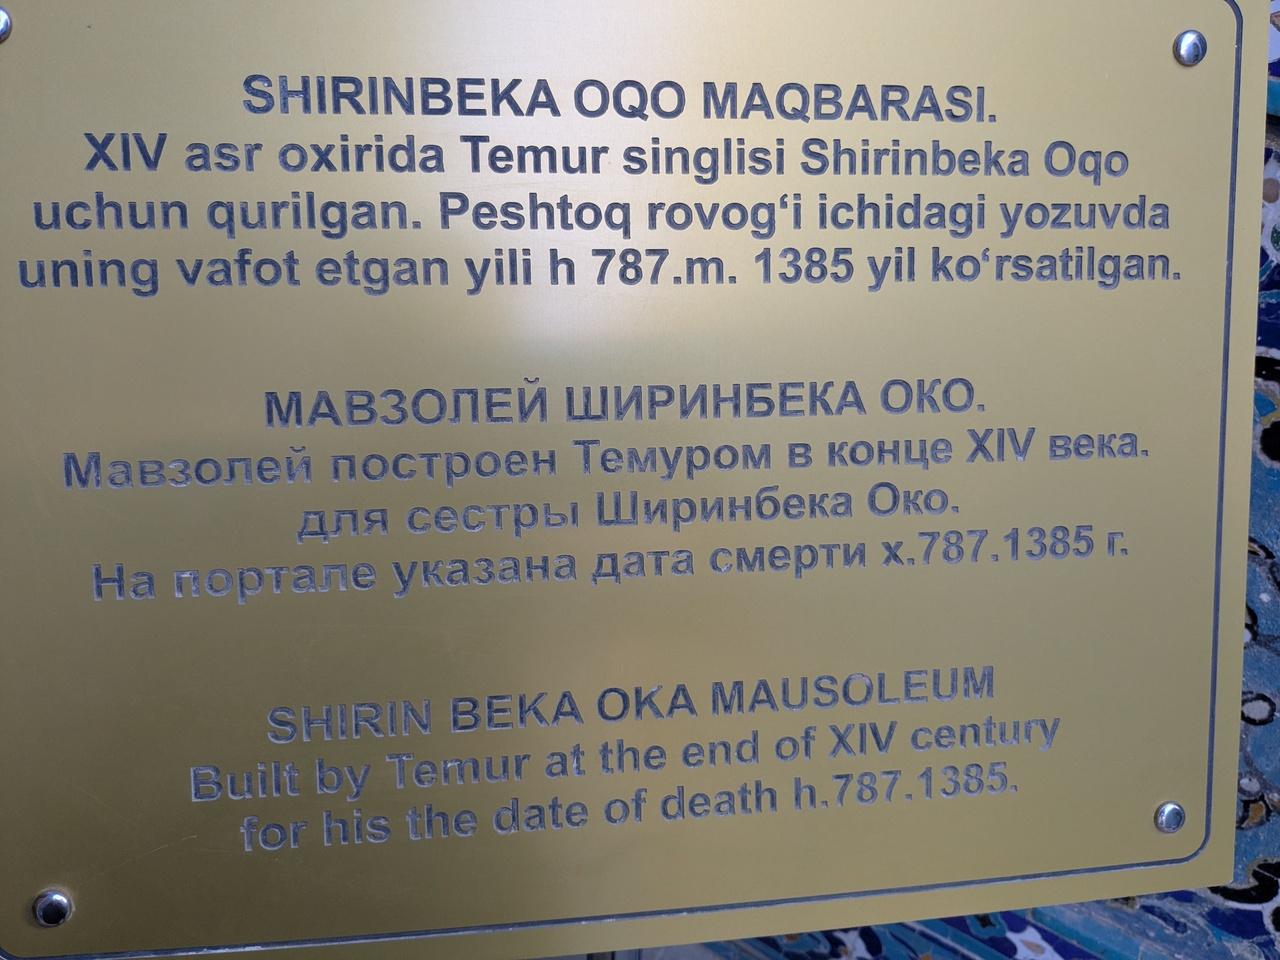 SHIRINBEKA OQO MAQBARASI.
XIV asr oxirida Temur singlisi Shirinbeka Oqo
uchun qurilgan. Peshtoq rovog‘i ichidagi yozuvda
uning vafot etgan yili h 787.m. 1385 yil ko‘rsatilgan.
МАВЗОЛЕЙ ШИРИНБЕКА ОКО.
Мавзолей построен Темуром в конце XIV века.
для сестры Ширинбека Око.
На портале указана дата смерти х.787.1385 г.
SHIRIN BEKA OKA MAUSOLEUM
Built by Temur at the end of XIV century
for his the date of death h.787.1385.